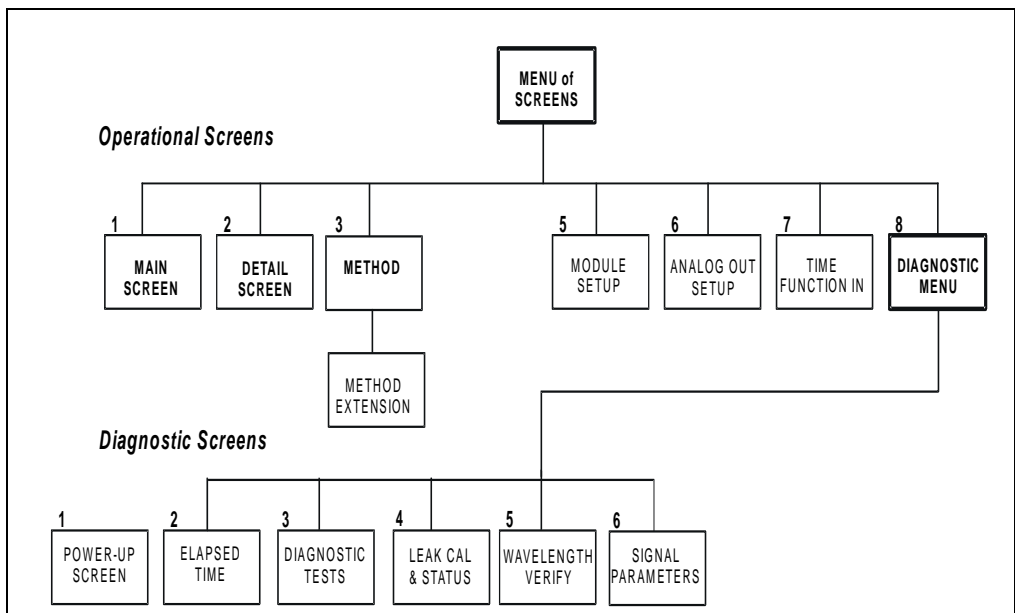 MENU of
SCREENS
Operational Screens
1
MAIN
SCREEN
2
DETAIL
SCREEN
3
METHOD
5
MODULE
SETUP
6
ANALOG OUT
SETUP
7
TIME
FUNCTION IN
8
DIAGNOSTIC
MENU
METHOD
EXTENSION
Diagnostic Screens
1
POWER-UP
SCREEN
2
ELAPSED
TIME
3
DIAGNOSTIC
TESTS
4
LEAK CAL
& STATUS
5
WAVELENGTH
VERIFY
6
SIGNAL
PARAMETERS